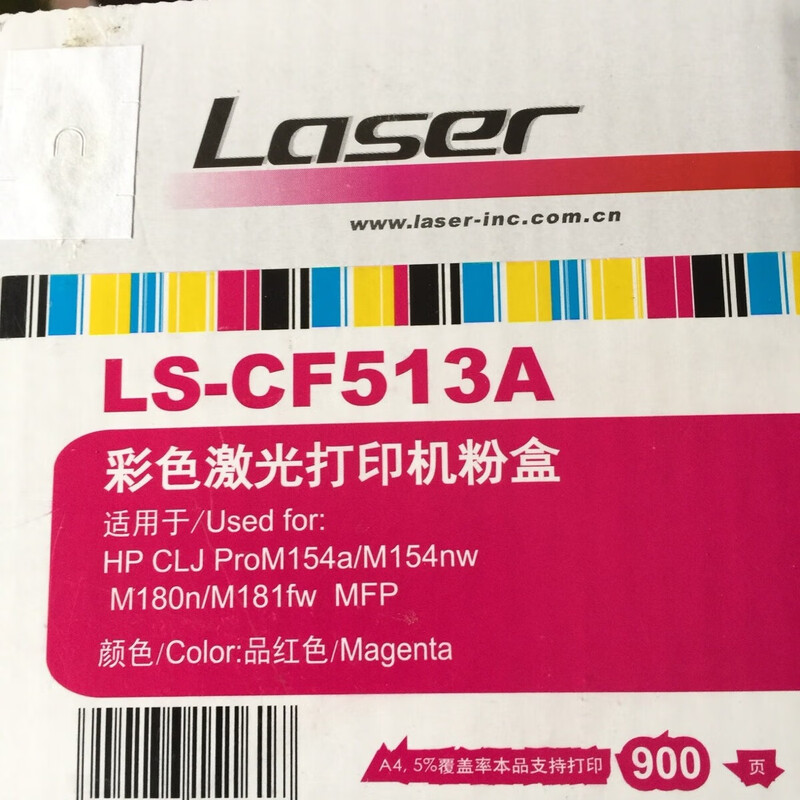 Laser
www.laser-inc.com.cn
LS-CF513A
彩色激光打印机粉盒
适用于/Used for:
HP CLJ ProM154a/M154nw
M180n/M181fw MFP
颜色/Color:品红色/Magenta
A4, 5%覆盖率本品支持打印 900 页